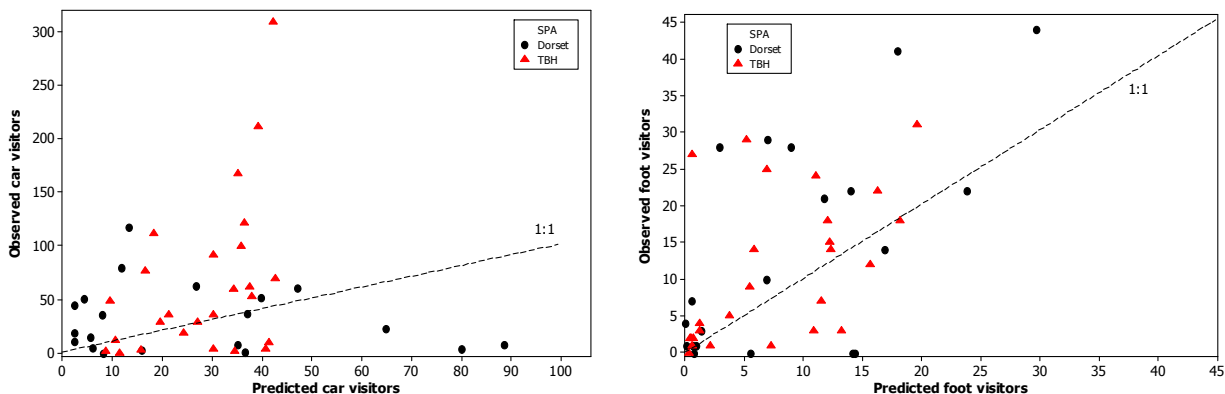 300
250
200
150
100
50
0
Observed car visitors
SPA
Dorset
TBH
1:1
0 10 20 30 40 50 60 70 80 90 100
Predicted car visitors
45
40
35
30
25
20
15
10
5
0
Observed foot visitors
SPA
Dorset
TBH
1:1
0 5 10 15 20 25 30 35 40 45
Predicted foot visitors